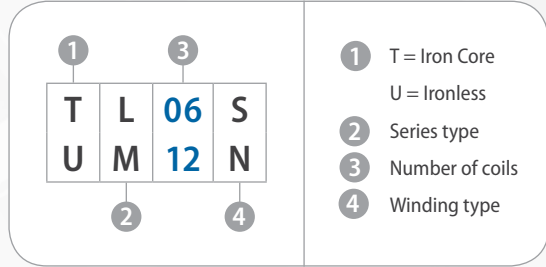 1
3
T L 06 S
U M 12 N
2
4
1 T = Iron Core
U = Ironless
2 Series type
3 Number of coils
4 Winding type